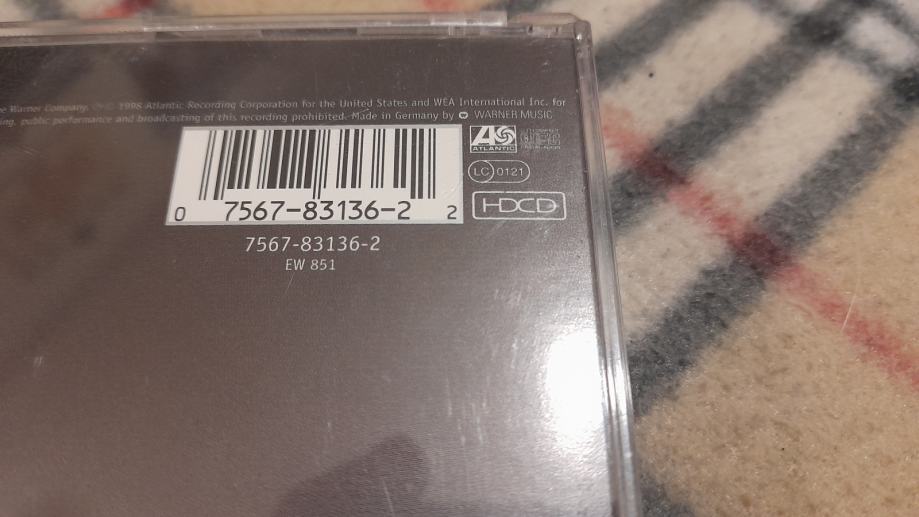 e Warner Company. ℗© 1998 Atlantic Recording Corporation for the United States and WEA International Inc. for
ing, public performance and broadcasting of this recording prohibited. Made in Germany by WARNER MUSIC
ATLANTIC
LC 0121
0 7567-83136-2 2
HDCD
7567-83136-2
EW 851